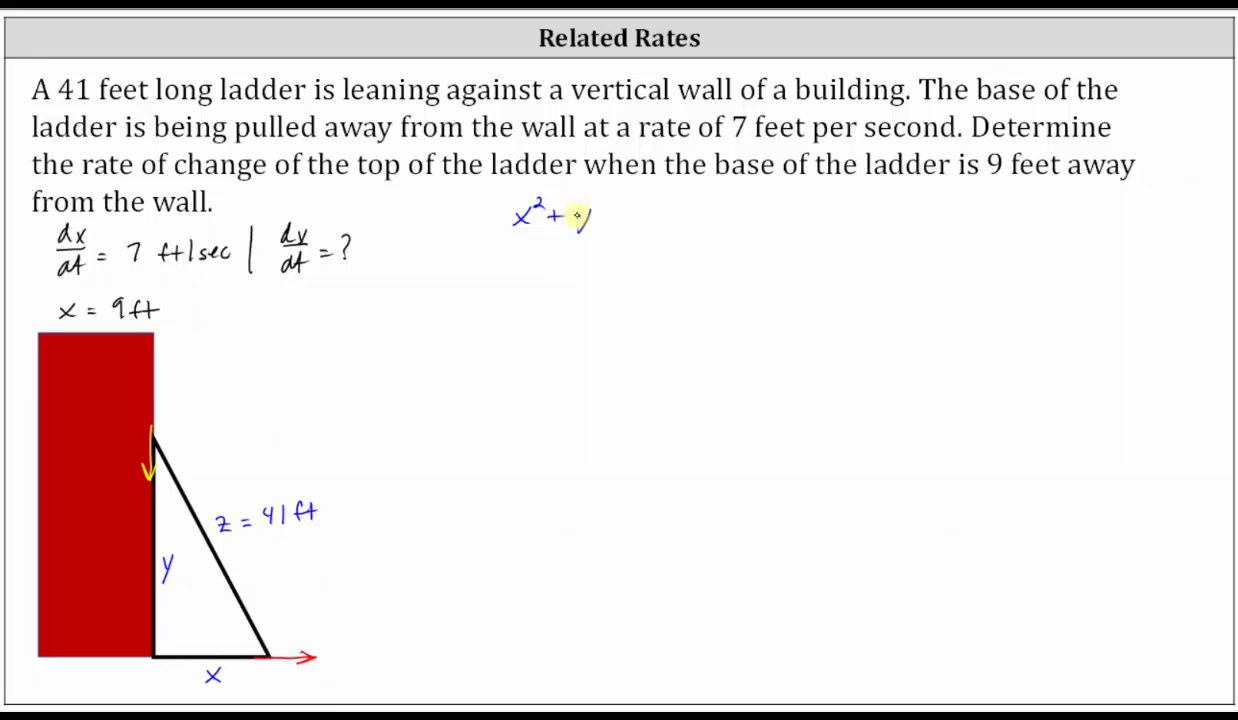 Related Rates
A 41 feet long ladder is leaning against a vertical wall of a building. The base of the
ladder is being pulled away from the wall at a rate of 7 feet per second. Determine
the rate of change of the top of the ladder when the base of the ladder is 9 feet away
from the wall.
x² + y
dx/dt = 7 ft/sec | dy/dt = ?
x = 9 ft
z = 41 ft
y
x